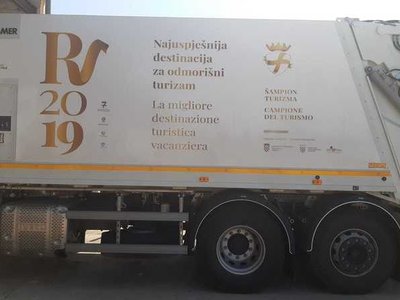 MER
RV
20
19
Najuspješnija
destinacija
za odmorišni
turizam
La migliore
destinazione
turistica
vacanziera
ŠAMPION
TURIZMA
CAMPIONE
DEL TURISMO